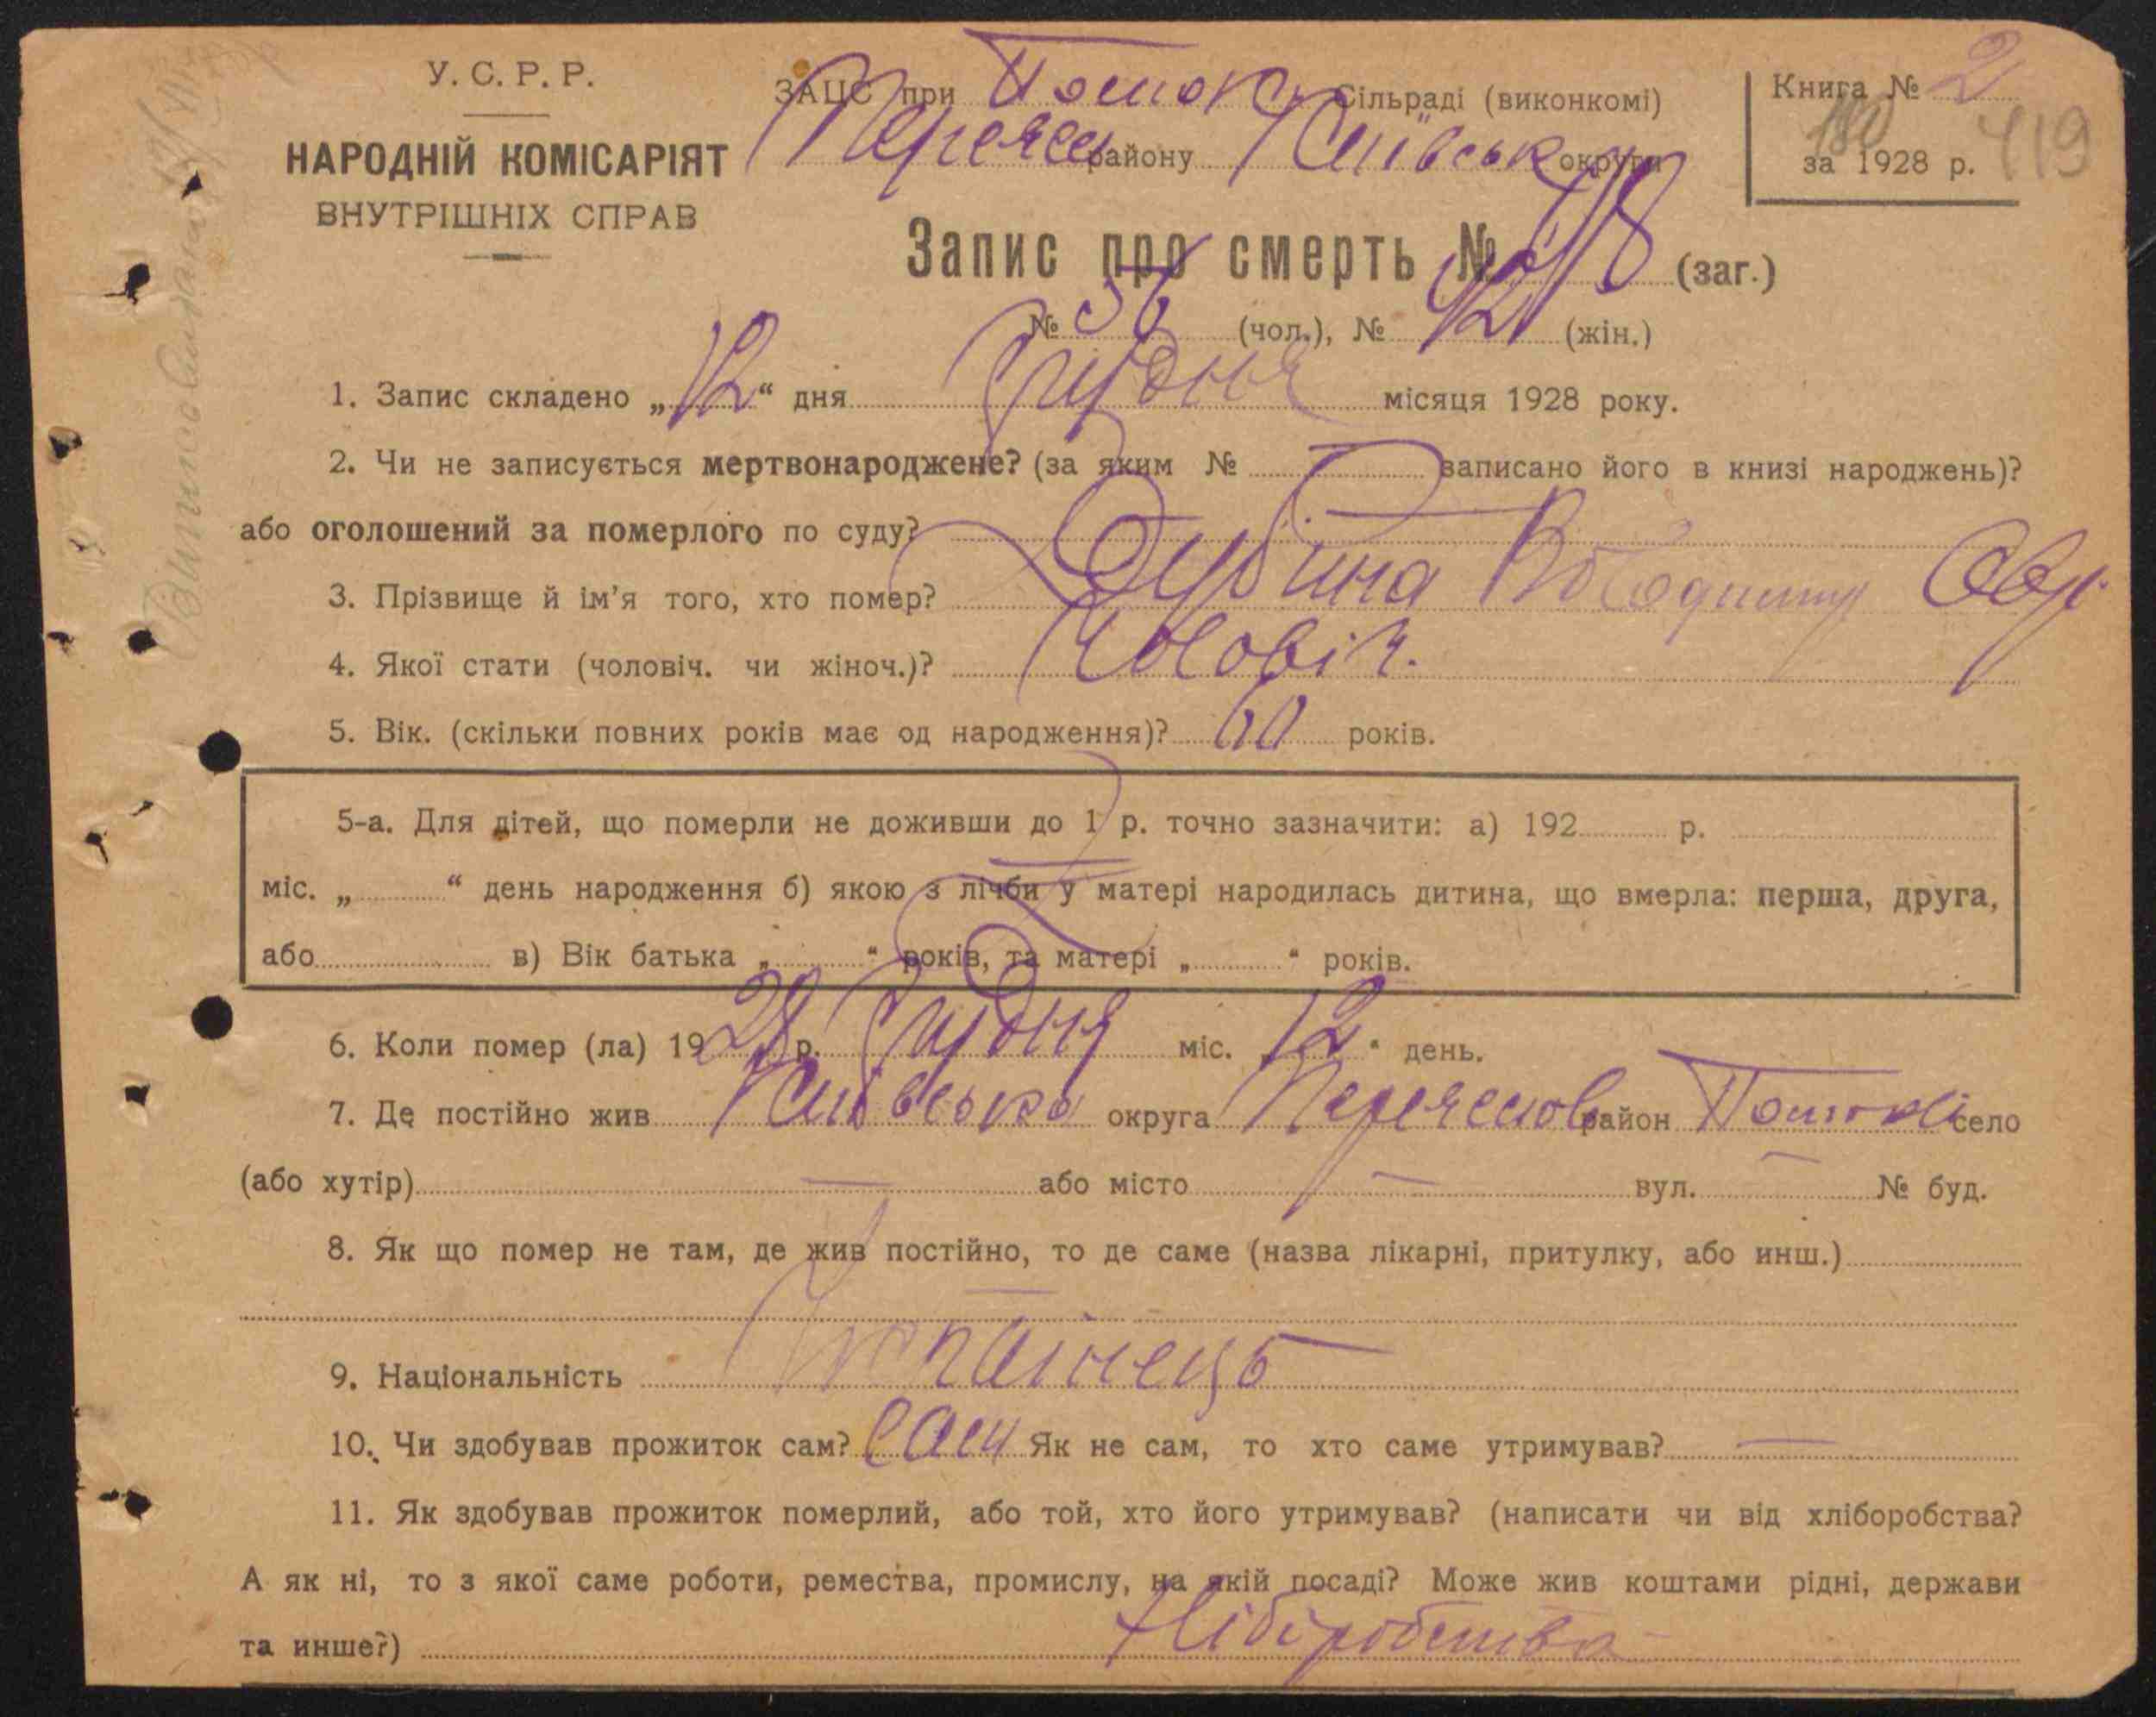 У. С. Р. Р.
НАРОДНІЙ КОМІСАРІЯТ
ВНУТРІШНІХ СПРАВ
ЗАЦС при Потоках Сільраді (виконкомі)
району Київськ округи
Книга № 2
180 419
за 1928 р.
Запис про смерть № 98 (заг.)
№ 56 (чол.), № 42 (жін.)
1. Запис складено „12“ дня Грудня місяця 1928 року.
2. Чи не записується мертвонароджене? (за яким № записано його в книзі народжень)?
або оголошений за померлого по суду?
3. Прізвище й ім'я того, хто помер? Дубина
4. Якої стати (чоловіч. чи жіноч.)? Чоловіч.
5. Вік. (скільки повних років має од народження)? 60 років.
5-а. Для дітей, що померли не доживши до 1 р. точно зазначити: а) 192 р.
міс. „ “ день народження б) якою з лічби у матері народилась дитина, що вмерла: перша, друга,
або в) Вік батька „ “ років, та матері „ “ років.
6. Коли помер (ла) 1928 р. Грудня міс. „12“ день.
7. Де постійно жив Київська округа район Потоки село
(або хутір) — або місто — вул. — № буд.
8. Як що помер не там, де жив постійно, то де саме (назва лікарні, притулку, або инш.)
—
9. Національність Українець
10. Чи здобував прожиток сам? Сам Як не сам, то хто саме утримував? —
11. Як здобував прожиток померлий, або той, хто його утримував? (написати чи від хліборобства?
А як ні, то з якої саме роботи, ремества, промислу, на якій посаді? Може жив коштами рідні, держави
та инше?)